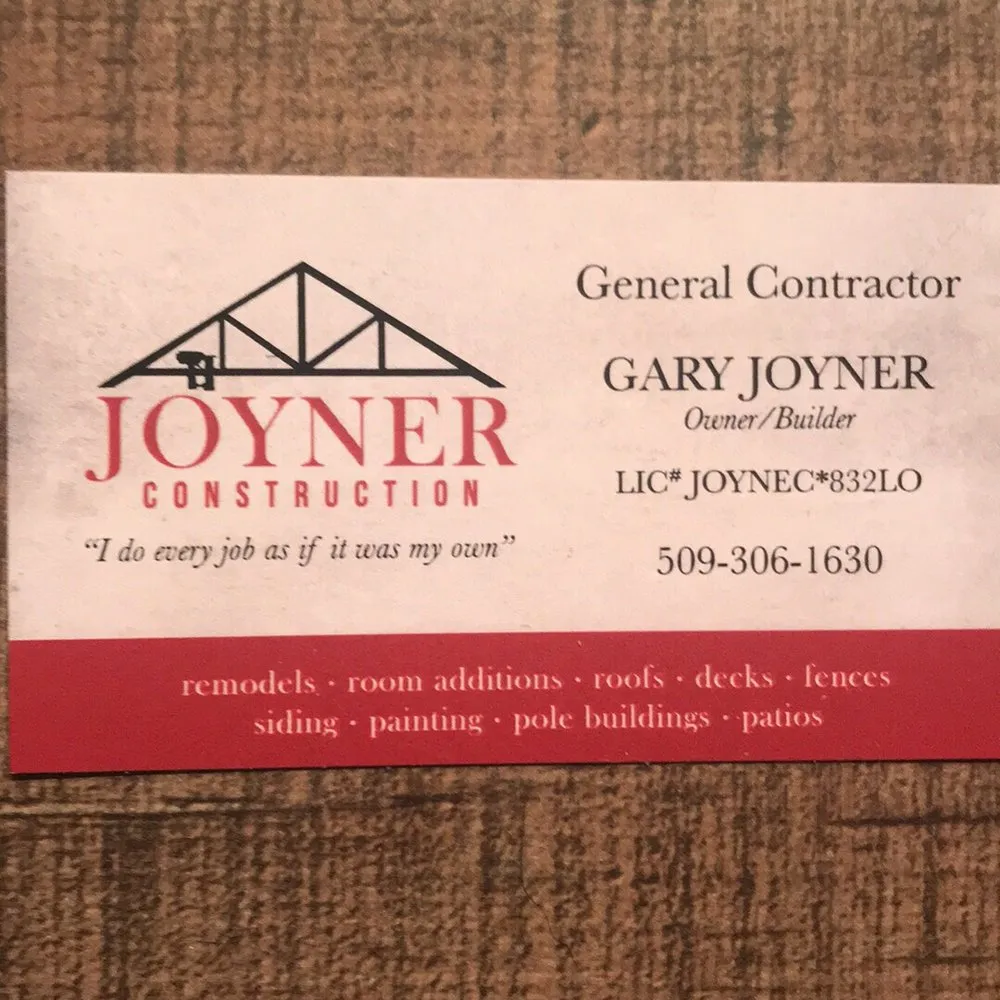 JOYNER
CONSTRUCTION
“I do every job as if it was my own”
General Contractor
GARY JOYNER
Owner/Builder
LIC# JOYNEC*832LO
509-306-1630
remodels · room additions · roofs · decks · fences
siding · painting · pole buildings · patios